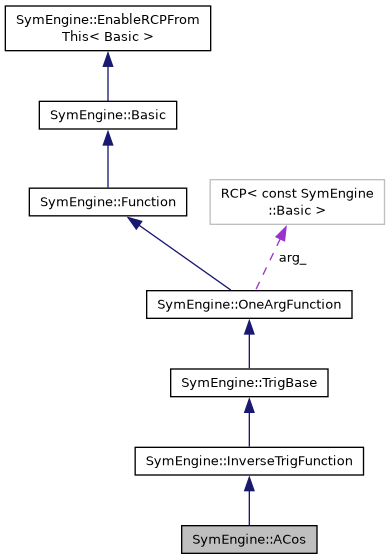 SymEngine::EnableRCPFrom
This< Basic >
SymEngine::Basic
SymEngine::Function
RCP< const SymEngine
::Basic >
arg_
SymEngine::OneArgFunction
SymEngine::TrigBase
SymEngine::InverseTrigFunction
SymEngine::ACos